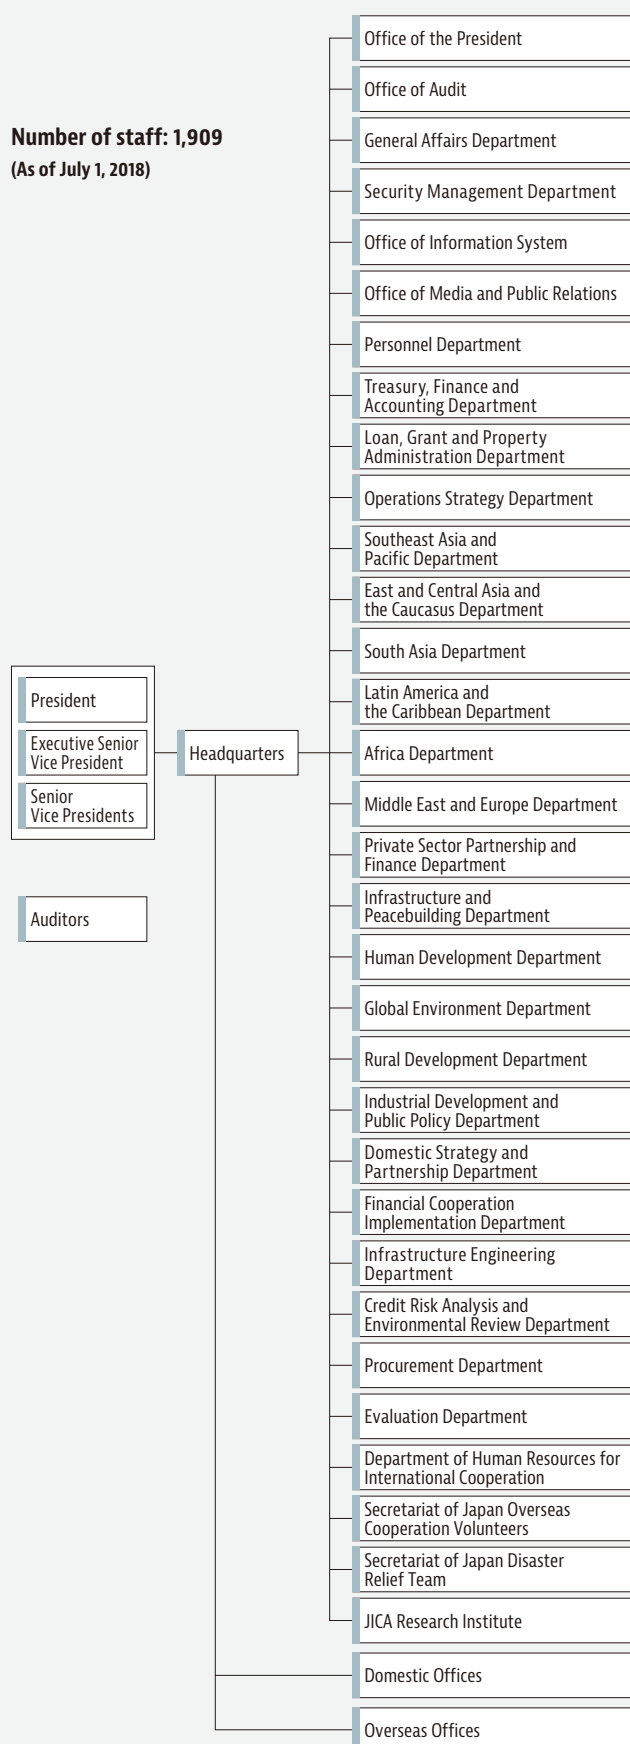 Number of staff: 1,909
(As of July 1, 2018)
President
Executive Senior
Vice President
Senior
Vice Presidents
Auditors
Headquarters
Office of the President
Office of Audit
General Affairs Department
Security Management Department
Office of Information System
Office of Media and Public Relations
Personnel Department
Treasury, Finance and
Accounting Department
Loan, Grant and Property
Administration Department
Operations Strategy Department
Southeast Asia and
Pacific Department
East and Central Asia and
the Caucasus Department
South Asia Department
Latin America and
the Caribbean Department
Africa Department
Middle East and Europe Department
Private Sector Partnership and
Finance Department
Infrastructure and
Peacebuilding Department
Human Development Department
Global Environment Department
Rural Development Department
Industrial Development and
Public Policy Department
Domestic Strategy and
Partnership Department
Financial Cooperation
Implementation Department
Infrastructure Engineering
Department
Credit Risk Analysis and
Environmental Review Department
Procurement Department
Evaluation Department
Department of Human Resources for
International Cooperation
Secretariat of Japan Overseas
Cooperation Volunteers
Secretariat of Japan Disaster
Relief Team
JICA Research Institute
Domestic Offices
Overseas Offices